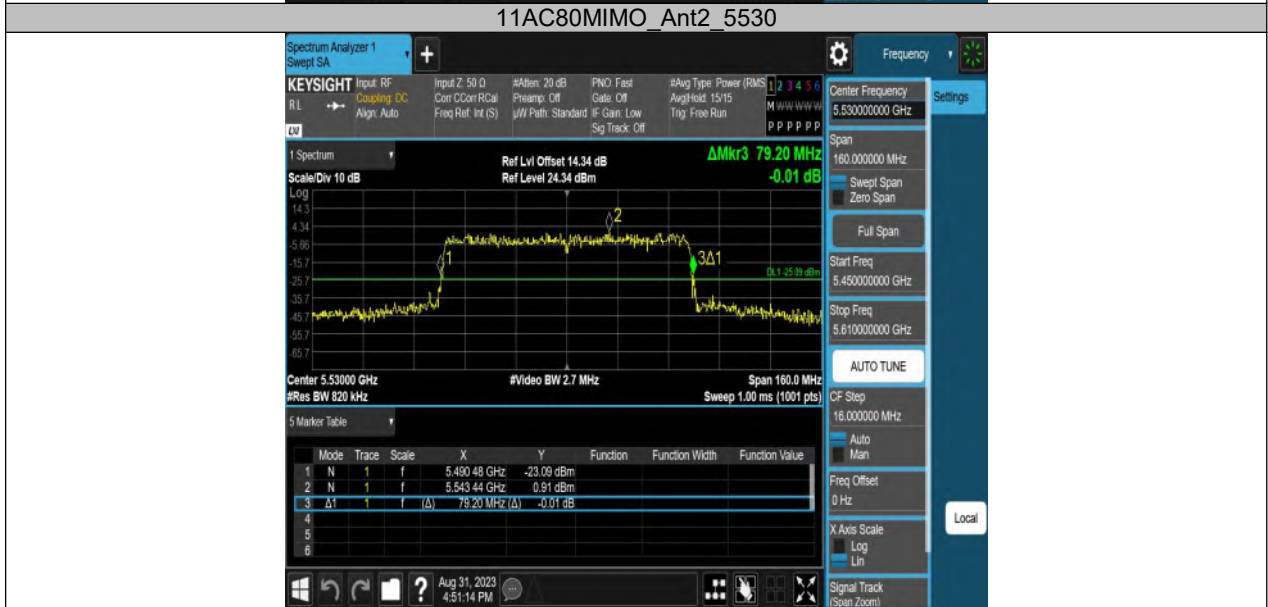 11AC80MIMO_Ant2_5530
Spectrum Analyzer 1
Swept SA
+
Frequency
KEYSIGHT Input: RF
RL
Coupling: DC
Align: Auto
LXI
Input Z: 50 Ω
Corr CCorr RCal
Freq Ref: Int (S)
#Atten: 20 dB
Preamp: Off
µW Path: Standard
PNO: Fast
Gate: Off
IF Gain: Low
Sig Track: Off
#Avg Type: Power (RMS
Avg|Hold: 15/15
Trig: Free Run
1 2 3 4 5 6
M W W W W W
P P P P P P
Center Frequency
5.530000000 GHz
Settings
Span
160.000000 MHz
Swept Span
Zero Span
Full Span
Start Freq
5.450000000 GHz
Stop Freq
5.610000000 GHz
AUTO TUNE
CF Step
16.000000 MHz
Auto
Man
Freq Offset
0 Hz
X Axis Scale
Log
Lin
Signal Track
(Span Zoom)
Local
1 Spectrum
Scale/Div 10 dB
Ref Lvl Offset 14.34 dB
Ref Level 24.34 dBm
ΔMkr3 79.20 MHz
-0.01 dB
Log
14.3
4.34
-5.66
-15.7
-25.7
-35.7
-45.7
-55.7
-65.7
1
2
3Δ1
DL1 -25.09 dBm
Center 5.53000 GHz
#Video BW 2.7 MHz
Span 160.0 MHz
#Res BW 820 kHz
Sweep 1.00 ms (1001 pts)
5 Marker Table
Mode Trace Scale X Y Function Function Width Function Value
1 N 1 f 5.490 48 GHz -23.09 dBm
2 N 1 f 5.543 44 GHz 0.91 dBm
3 Δ1 1 f (Δ) 79.20 MHz (Δ) -0.01 dB
4
5
6
?
Aug 31, 2023
4:51:14 PM